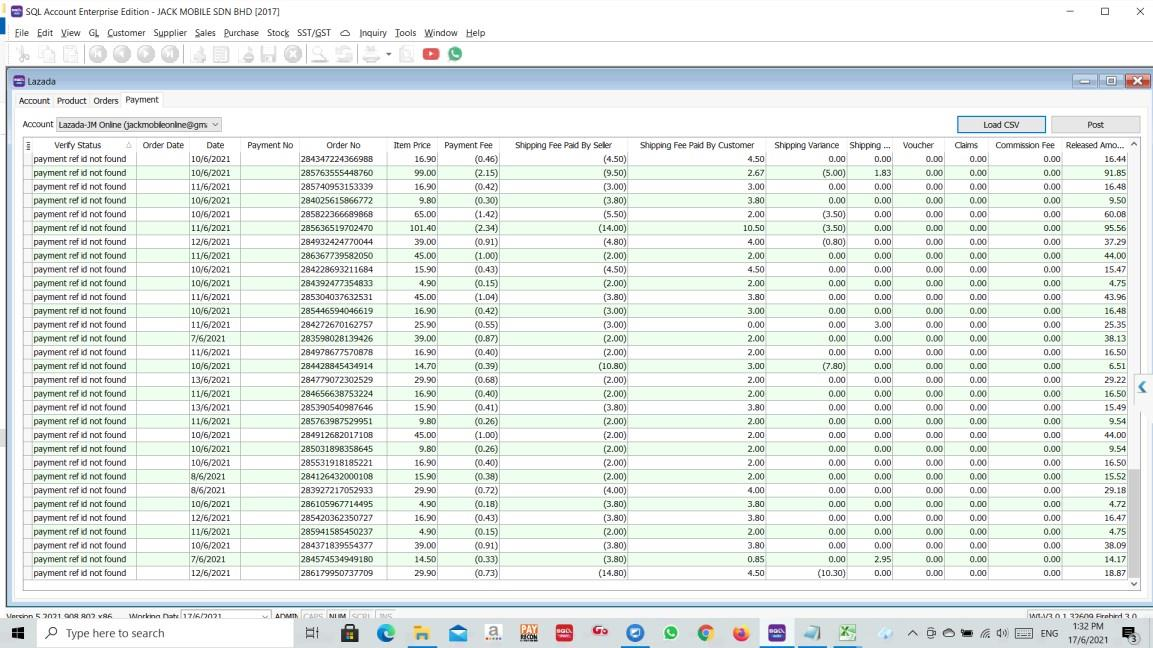 SQL Account Enterprise Edition - JACK MOBILE SDN BHD [2017]
File Edit View GL Customer Supplier Sales Purchase Stock SST/GST Inquiry Tools Window Help
Lazada
Account Product Orders Payment
Account Lazada-JM Online (jackmobileonline@gm Load CSV Post
Verify Status Order Date Date Payment No Order No Item Price Payment Fee Shipping Fee Paid By Seller Shipping Fee Paid By Customer Shipping Variance Shipping ... Voucher Claims Commission Fee Released Amo...
payment ref id not found 10/6/2021 284347224366988 16.90 (0.46) (4.50) 4.50 0.00 0.00 0.00 0.00 0.00 16.44
payment ref id not found 10/6/2021 285763555448760 99.00 (2.15) (9.50) 2.67 (5.00) 1.83 0.00 0.00 0.00 91.85
payment ref id not found 11/6/2021 285740953153339 16.90 (0.42) (3.00) 3.00 0.00 0.00 0.00 0.00 0.00 16.48
payment ref id not found 10/6/2021 284025615866772 9.80 (0.30) (3.80) 3.80 0.00 0.00 0.00 0.00 0.00 9.50
payment ref id not found 10/6/2021 285822366689868 65.00 (1.42) (5.50) 2.00 (3.50) 0.00 0.00 0.00 0.00 60.08
payment ref id not found 11/6/2021 285636519702470 101.40 (2.34) (14.00) 10.50 (3.50) 0.00 0.00 0.00 0.00 95.56
payment ref id not found 12/6/2021 284932424770044 39.00 (0.91) (4.80) 4.00 (0.80) 0.00 0.00 0.00 0.00 37.29
payment ref id not found 11/6/2021 286367739582050 45.00 (1.00) (2.00) 2.00 0.00 0.00 0.00 0.00 0.00 44.00
payment ref id not found 10/6/2021 284228693211684 15.90 (0.43) (4.50) 4.50 0.00 0.00 0.00 0.00 0.00 15.47
payment ref id not found 10/6/2021 284392477354833 4.90 (0.15) (2.00) 2.00 0.00 0.00 0.00 0.00 0.00 4.75
payment ref id not found 11/6/2021 285304037632531 45.00 (1.04) (3.80) 3.80 0.00 0.00 0.00 0.00 0.00 43.96
payment ref id not found 10/6/2021 285446594046619 16.90 (0.42) (3.00) 3.00 0.00 0.00 0.00 0.00 0.00 16.48
payment ref id not found 11/6/2021 284272670162757 25.90 (0.55) (3.00) 0.00 0.00 3.00 0.00 0.00 0.00 25.35
payment ref id not found 7/6/2021 283598028139426 39.00 (0.87) (2.00) 2.00 0.00 0.00 0.00 0.00 0.00 38.13
payment ref id not found 11/6/2021 284978677570878 16.90 (0.40) (2.00) 2.00 0.00 0.00 0.00 0.00 0.00 16.50
payment ref id not found 10/6/2021 284428845434914 14.70 (0.39) (10.80) 3.00 (7.80) 0.00 0.00 0.00 0.00 6.51
payment ref id not found 13/6/2021 284779072302529 29.90 (0.68) (2.00) 2.00 0.00 0.00 0.00 0.00 0.00 29.22
payment ref id not found 11/6/2021 284656638753224 16.90 (0.40) (2.00) 2.00 0.00 0.00 0.00 0.00 0.00 16.50
payment ref id not found 13/6/2021 285390540987646 15.90 (0.41) (3.80) 3.80 0.00 0.00 0.00 0.00 0.00 15.49
payment ref id not found 11/6/2021 285763987529951 9.80 (0.26) (2.00) 2.00 0.00 0.00 0.00 0.00 0.00 9.54
payment ref id not found 10/6/2021 284912682017108 45.00 (1.00) (2.00) 2.00 0.00 0.00 0.00 0.00 0.00 44.00
payment ref id not found 10/6/2021 285031898358645 9.80 (0.26) (2.00) 2.00 0.00 0.00 0.00 0.00 0.00 9.54
payment ref id not found 10/6/2021 285531918185221 16.90 (0.40) (2.00) 2.00 0.00 0.00 0.00 0.00 0.00 16.50
payment ref id not found 8/6/2021 284126432000108 15.90 (0.38) (2.00) 2.00 0.00 0.00 0.00 0.00 0.00 15.52
payment ref id not found 8/6/2021 283927217052933 29.90 (0.72) (4.00) 4.00 0.00 0.00 0.00 0.00 0.00 29.18
payment ref id not found 10/6/2021 286105967714495 4.90 (0.18) (3.80) 3.80 0.00 0.00 0.00 0.00 0.00 4.72
payment ref id not found 12/6/2021 285420362350727 16.90 (0.43) (3.80) 3.80 0.00 0.00 0.00 0.00 0.00 16.47
payment ref id not found 11/6/2021 285941585450237 4.90 (0.15) (2.00) 2.00 0.00 0.00 0.00 0.00 0.00 4.75
payment ref id not found 10/6/2021 284371839554377 39.00 (0.91) (3.80) 3.80 0.00 0.00 0.00 0.00 0.00 38.09
payment ref id not found 7/6/2021 284574534949180 14.50 (0.33) (3.80) 0.85 0.00 2.95 0.00 0.00 0.00 14.17
payment ref id not found 12/6/2021 286179950737709 29.90 (0.73) (14.80) 4.50 (10.30) 0.00 0.00 0.00 0.00 18.87
Version 5.2021.908.802 x86 Working Date 17/6/2021 ADMIN CAPS NUM SCRL INS WI-V3.0.1.32609 Firebird 3.0
Type here to search ENG 1:32 PM
17/6/2021 3